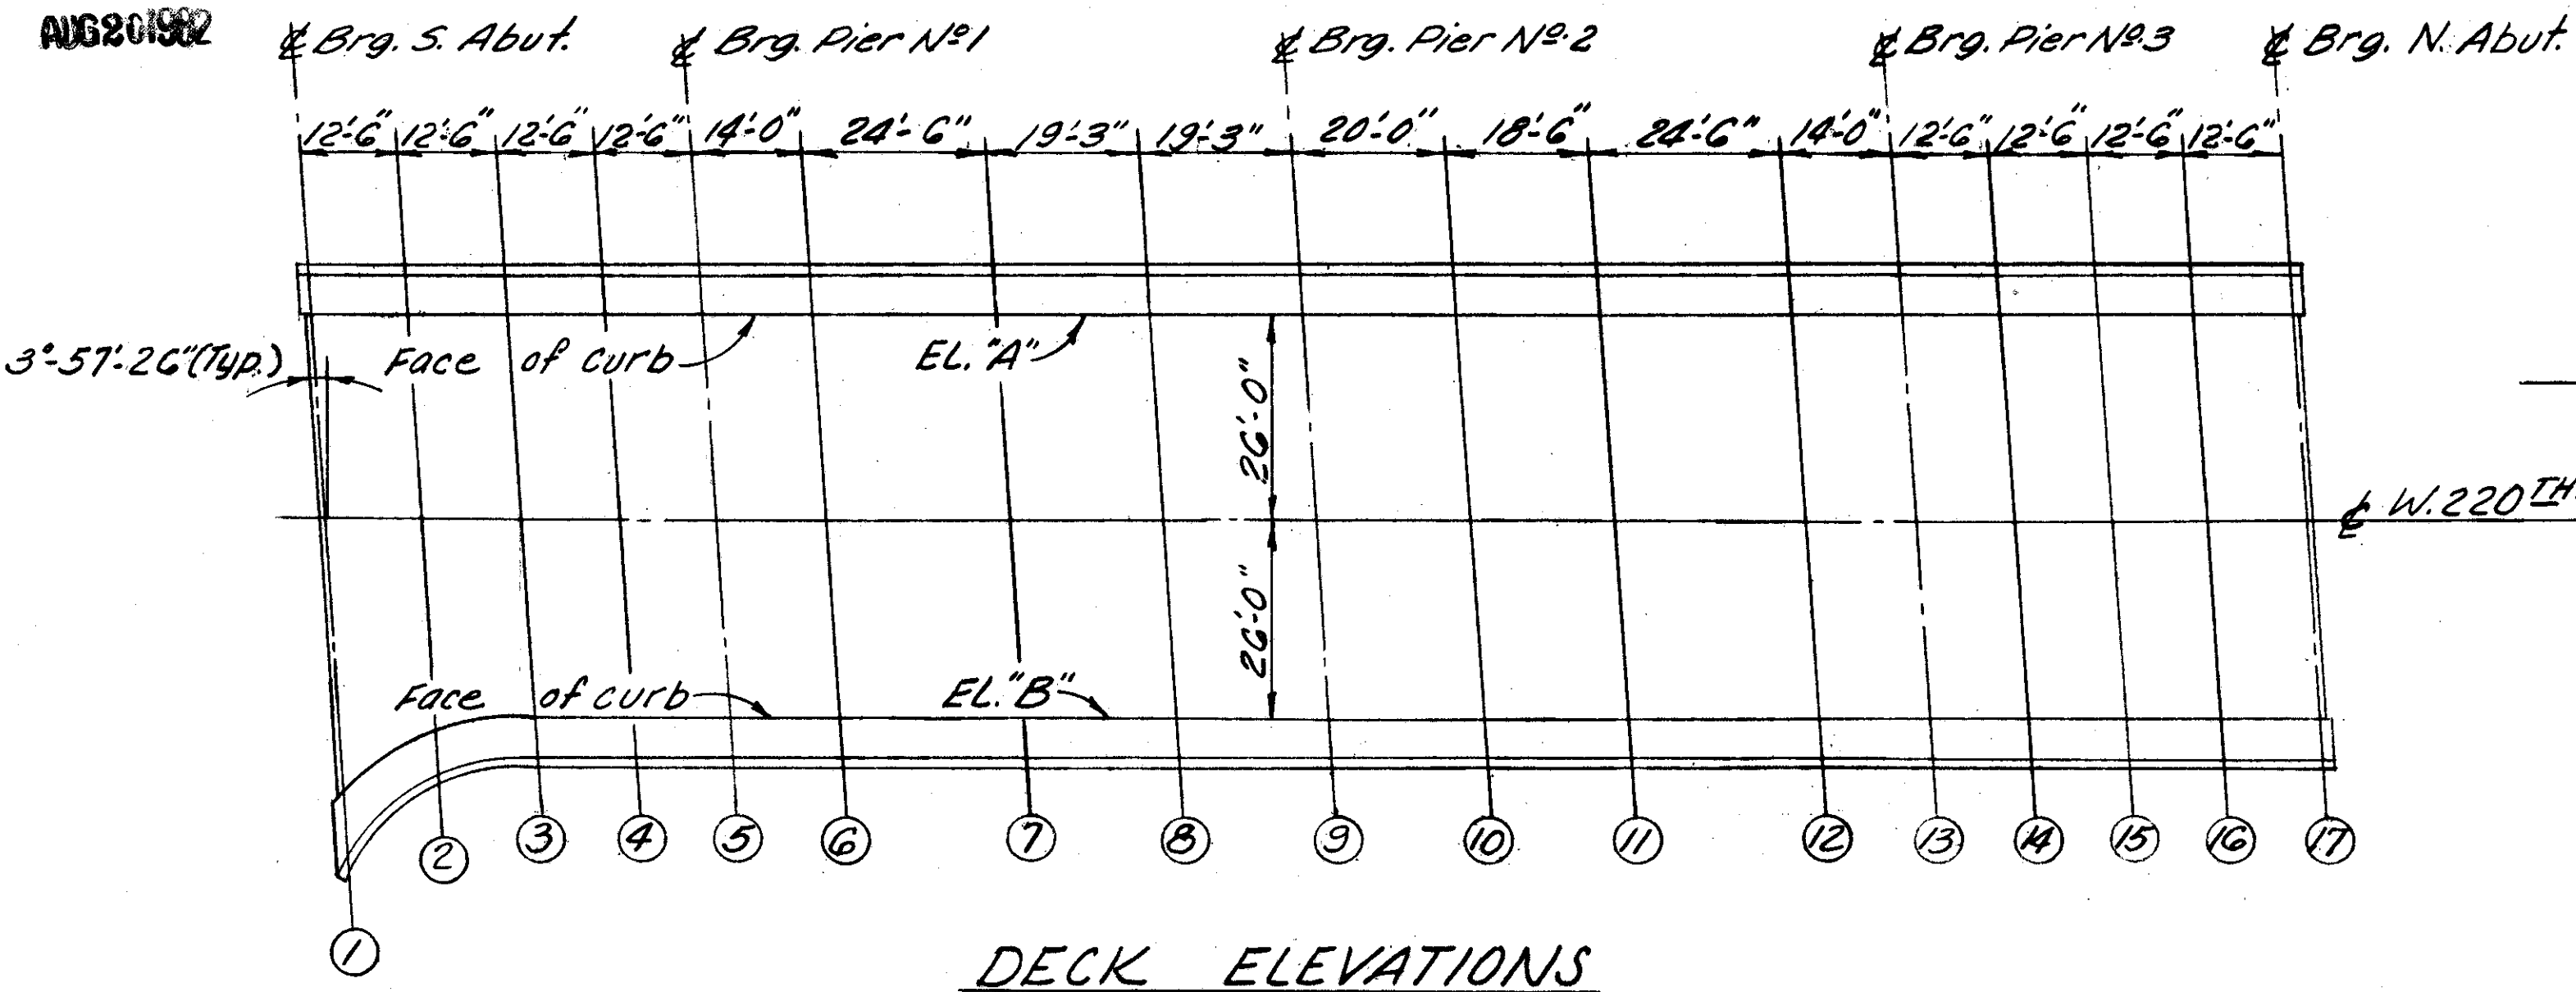 AUG 20 1982
℄ Brg. S. Abut.
℄ Brg. Pier Nº 1
℄ Brg. Pier Nº 2
℄ Brg. Pier Nº 3
℄ Brg. N. Abut.
12'-6" 12'-6" 12'-6" 12'-6" 14'-0" 24'-6" 19'-3" 19'-3" 20'-0" 18'-6" 24'-6" 14'-0" 12'-6" 12'-6" 12'-6" 12'-6"
3°-57'-26" (Typ.)
Face of curb
EL. "A"
26'-0"
℄ W. 220TH.
26'-0"
Face of curb
EL. "B"
1 2 3 4 5 6 7 8 9 10 11 12 13 14 15 16 17
DECK ELEVATIONS